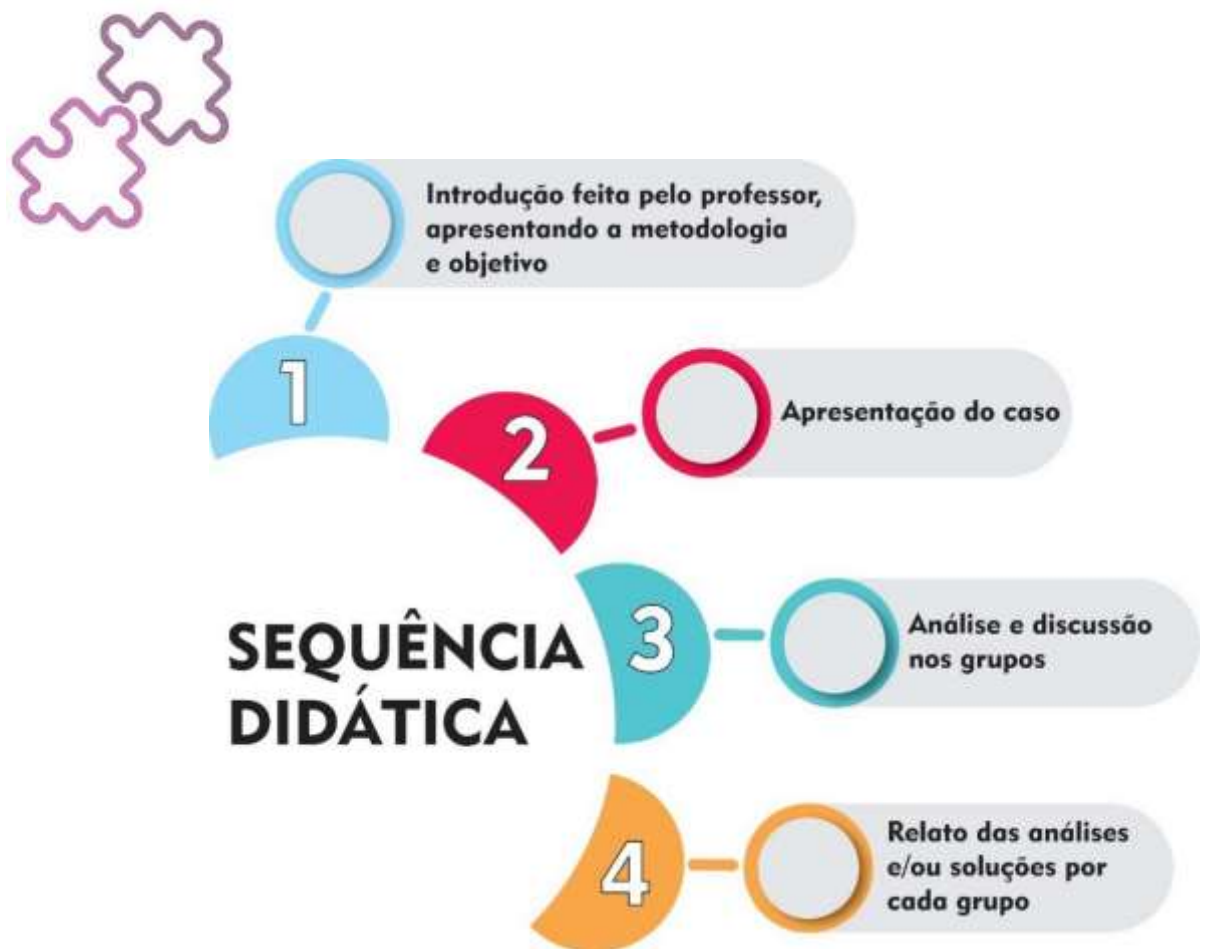 Introdução feita pelo professor,
apresentando a metodologia
e objetivo
1
2
Apresentação do caso
SEQUÊNCIA
DIDÁTICA
3
Análise e discussão
nos grupos
4
Relato das análises
e/ou soluções por
cada grupo